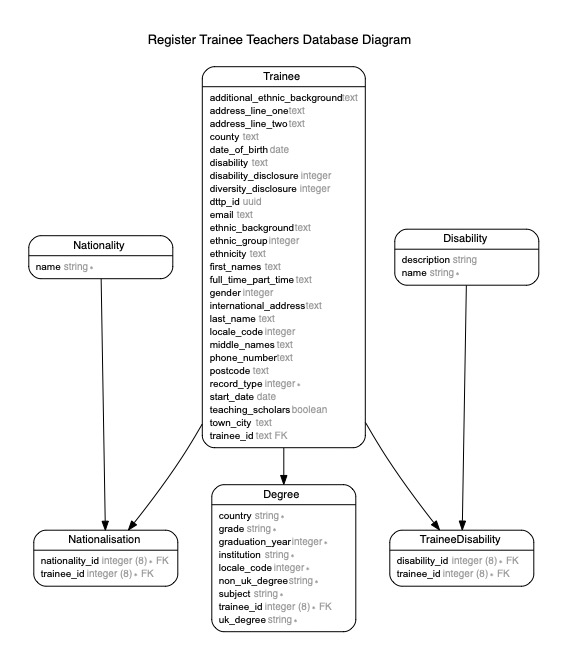 Register Trainee Teachers Database Diagram
Trainee
additional_ethnic_background text
address_line_one text
address_line_two text
county text
date_of_birth date
disability text
disability_disclosure integer
diversity_disclosure integer
dttp_id uuid
email text
ethnic_background text
ethnic_group integer
ethnicity text
first_names text
full_time_part_time text
gender integer
international_address text
last_name text
locale_code integer
middle_names text
phone_number text
postcode text
record_type integer •
start_date date
teaching_scholars boolean
town_city text
trainee_id text FK
Nationality
name string •
Disability
description string
name string •
Degree
country string •
grade string •
graduation_year integer •
institution string •
locale_code integer •
non_uk_degree string •
subject string •
trainee_id integer (8) • FK
uk_degree string •
Nationalisation
nationality_id integer (8) • FK
trainee_id integer (8) • FK
TraineeDisability
disability_id integer (8) • FK
trainee_id integer (8) • FK